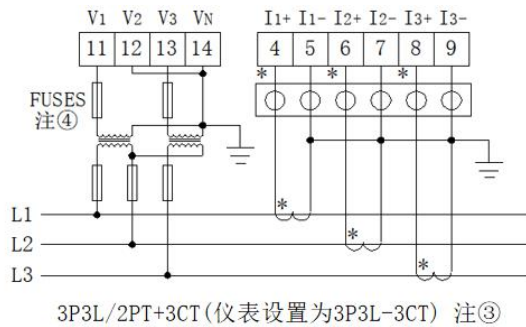 V1 V2 V3 VN I1+ I1- I2+ I2- I3+ I3-
11 12 13 14 4 5 6 7 8 9
* * *
FUSES
注④
*
L1
*
L2
*
L3
3P3L/2PT+3CT(仪表设置为3P3L-3CT) 注③